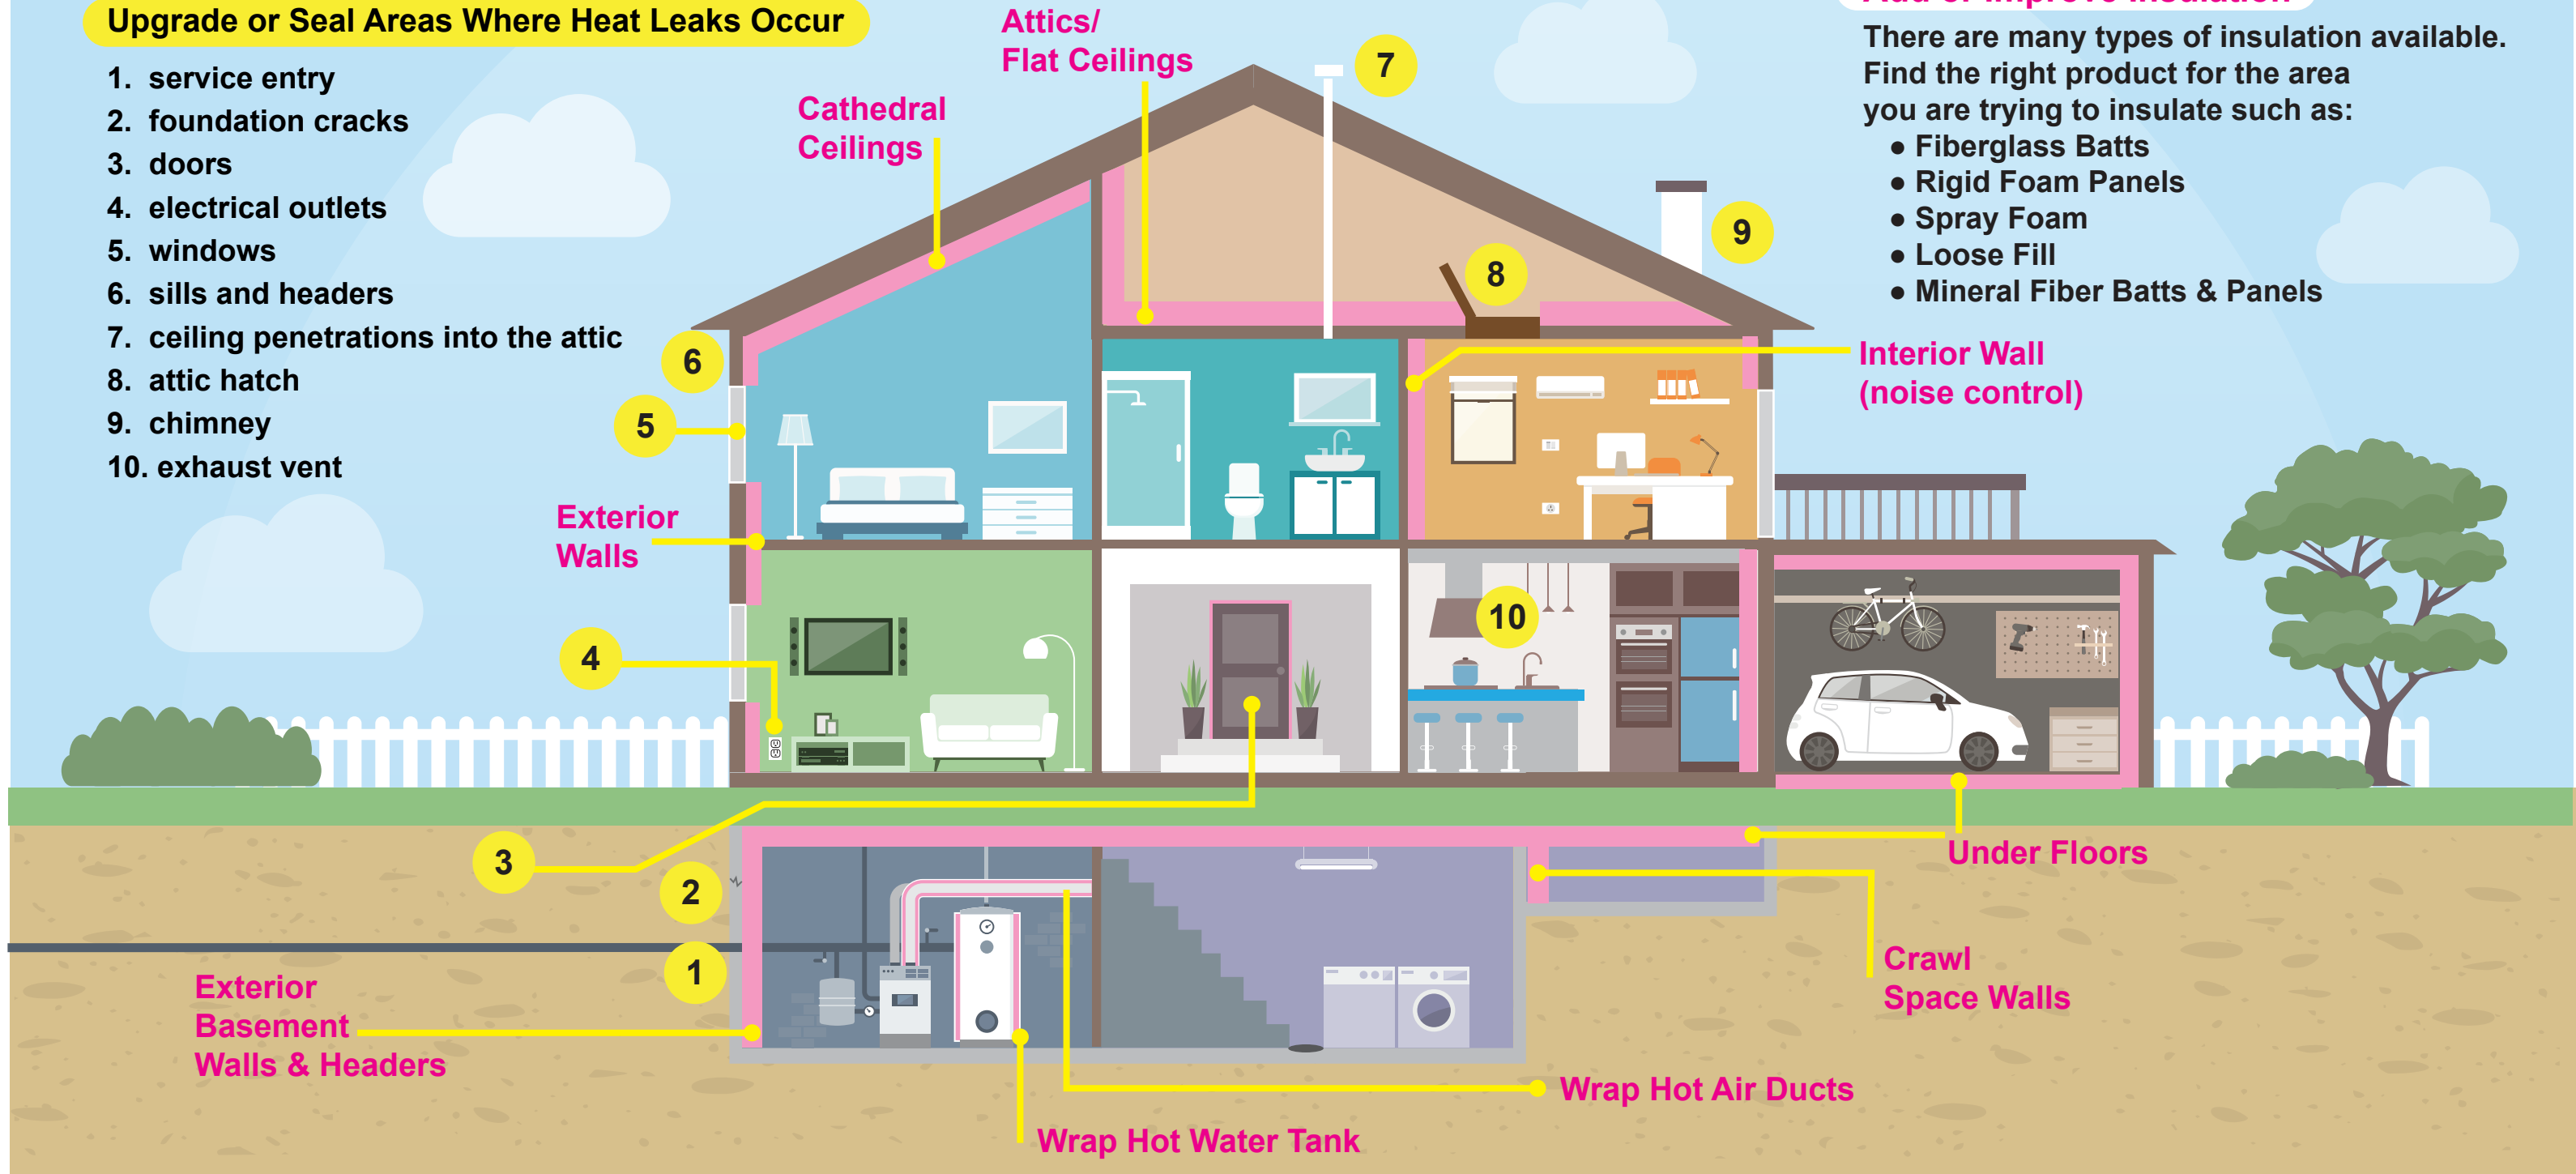 Upgrade or Seal Areas Where Heat Leaks Occur
1. service entry
2. foundation cracks
3. doors
4. electrical outlets
5. windows
6. sills and headers
7. ceiling penetrations into the attic
8. attic hatch
9. chimney
10. exhaust vent
Attics/
Flat Ceilings
Cathedral
Ceilings
Add or Improve Insulation
There are many types of insulation available.
Find the right product for the area
you are trying to insulate such as:
● Fiberglass Batts
● Rigid Foam Panels
● Spray Foam
● Loose Fill
● Mineral Fiber Batts & Panels
7
9
8
6
5
Interior Wall
(noise control)
Exterior
Walls
4
10
3
2
1
Under Floors
Crawl
Space Walls
Exterior
Basement
Walls & Headers
Wrap Hot Air Ducts
Wrap Hot Water Tank